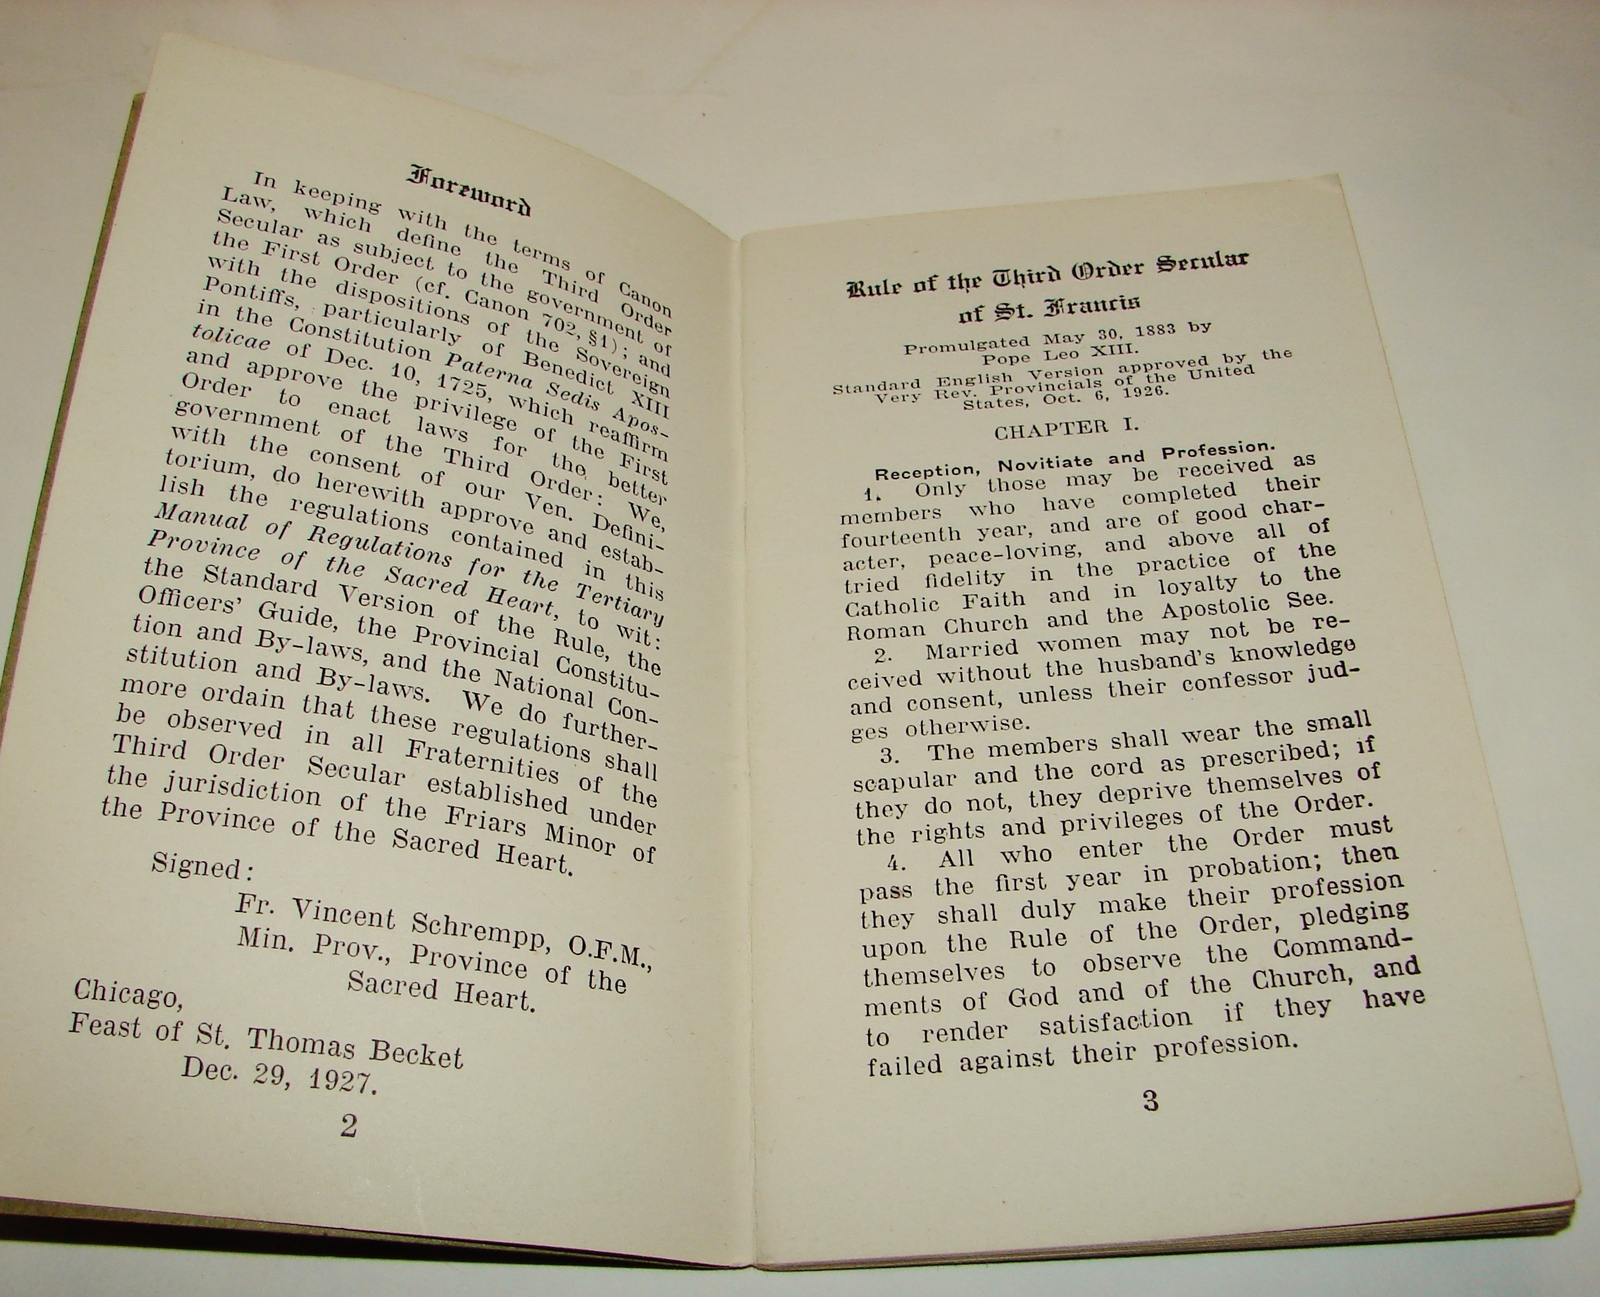 Foreword
In keeping with the terms of Canon
Law, which define the Third Order
Secular as subject to the government of
the First Order (cf. Canon 702, §1); and
with the dispositions of the Sovereign
Pontiffs, particularly of Benedict XIII
in the Constitution Paterna Sedis Apos-
tolicae of Dec. 10, 1725, which reaffirm
and approve the privilege of the First
Order to enact laws for the better
government of the Third Order: We,
with the consent of our Ven. Defini-
torium, do herewith approve and estab-
lish the regulations contained in this
Manual of Regulations for the Tertiary
Province of the Sacred Heart, to wit:
the Standard Version of the Rule, the
Officers' Guide, the Provincial Constitu-
tion and By-laws, and the National Con-
stitution and By-laws. We do further-
more ordain that these regulations shall
be observed in all Fraternities of the
Third Order Secular established under
the jurisdiction of the Friars Minor of
the Province of the Sacred Heart.
Signed:
Fr. Vincent Schrempp, O.F.M.,
Min. Prov., Province of the
Sacred Heart.
Chicago,
Feast of St. Thomas Becket
Dec. 29, 1927.
2
Rule of the Third Order Secular
of St. Francis
Promulgated May 30, 1883 by
Pope Leo XIII.
Standard English Version approved by the
Very Rev. Provincials of the United
States, Oct. 6, 1926.
CHAPTER I.
Reception, Novitiate and Profession.
1. Only those may be received as
members who have completed their
fourteenth year, and are of good char-
acter, peace-loving, and above all of
tried fidelity in the practice of the
Catholic Faith and in loyalty to the
Roman Church and the Apostolic See.
2. Married women may not be re-
ceived without the husband's knowledge
and consent, unless their confessor jud-
ges otherwise.
3. The members shall wear the small
scapular and the cord as prescribed; if
they do not, they deprive themselves of
the rights and privileges of the Order.
4. All who enter the Order must
pass the first year in probation; then
they shall duly make their profession
upon the Rule of the Order, pledging
themselves to observe the Command-
ments of God and of the Church, and
to render satisfaction if they have
failed against their profession.
3